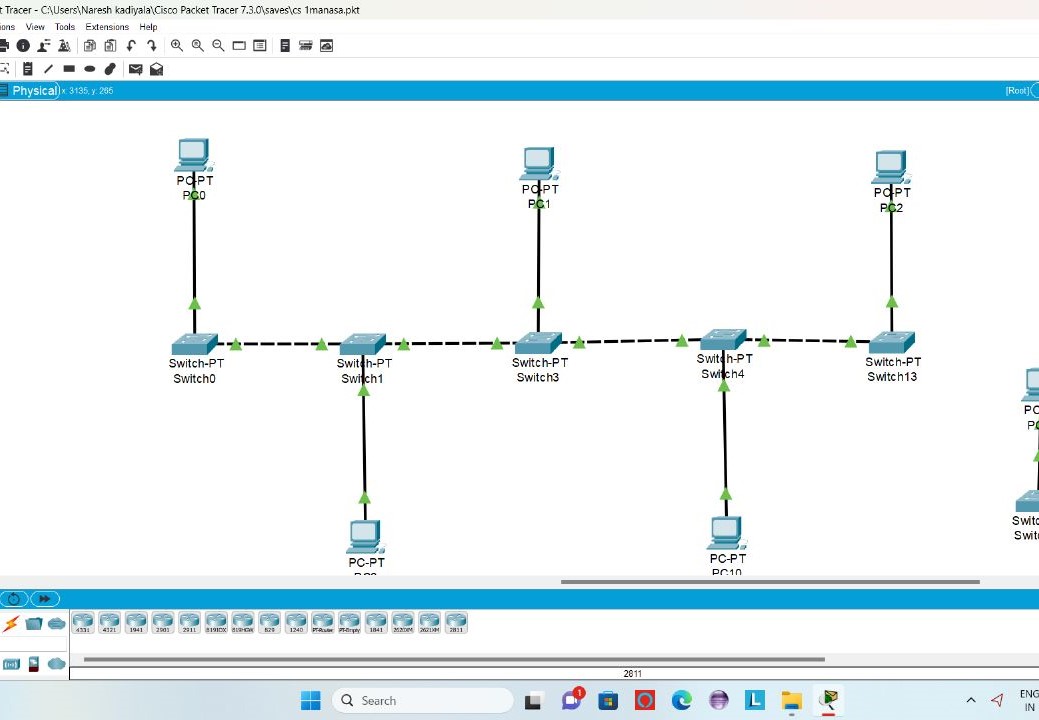 t Tracer - C:\Users\Naresh kadiyala\Cisco Packet Tracer 7.3.0\saves\cs 1manasa.pkt
ions View Tools Extensions Help
Physical x: 3135, y: 265 [Root]
PC-PT
PC0
PC-PT
PC1
PC-PT
PC2
Switch-PT
Switch0
Switch-PT
Switch1
Switch-PT
Switch3
Switch-PT
Switch4
Switch-PT
Switch13
PC
P
Switc
Swit
PC-PT
PC-PT
PC10
4331 4321 1941 2901 2911 819IOX 819HGW 829 1240 PT-Router PT-Empty 1841 2620XM 2621XM 2811
2811
Search
1
ENG
IN